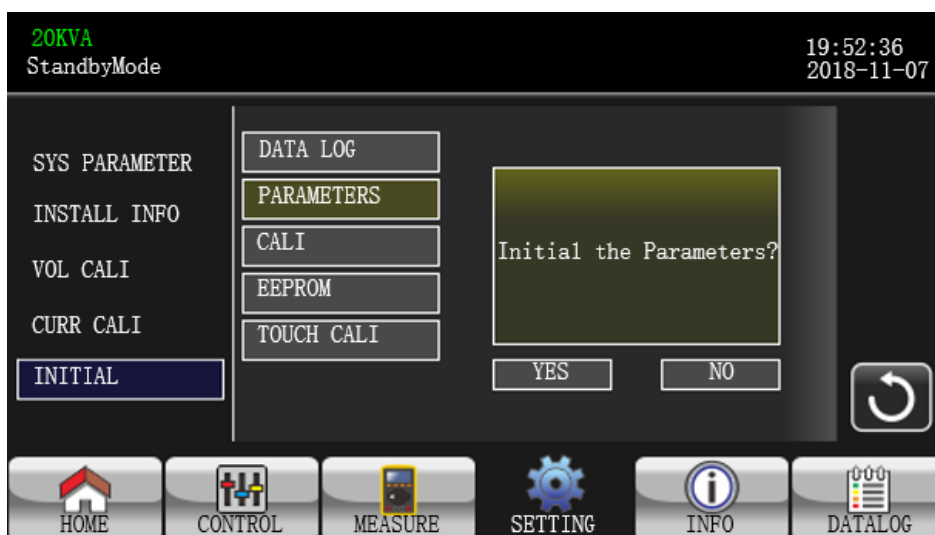 20KVA
StandbyMode
19:52:36
2018-11-07
SYS PARAMETER
INSTALL INFO
VOL CALI
CURR CALI
INITIAL
DATA LOG
PARAMETERS
CALI
EEPROM
TOUCH CALI
Initial the Parameters?
YES
NO
HOME
CONTROL
MEASURE
SETTING
INFO
DATALOG